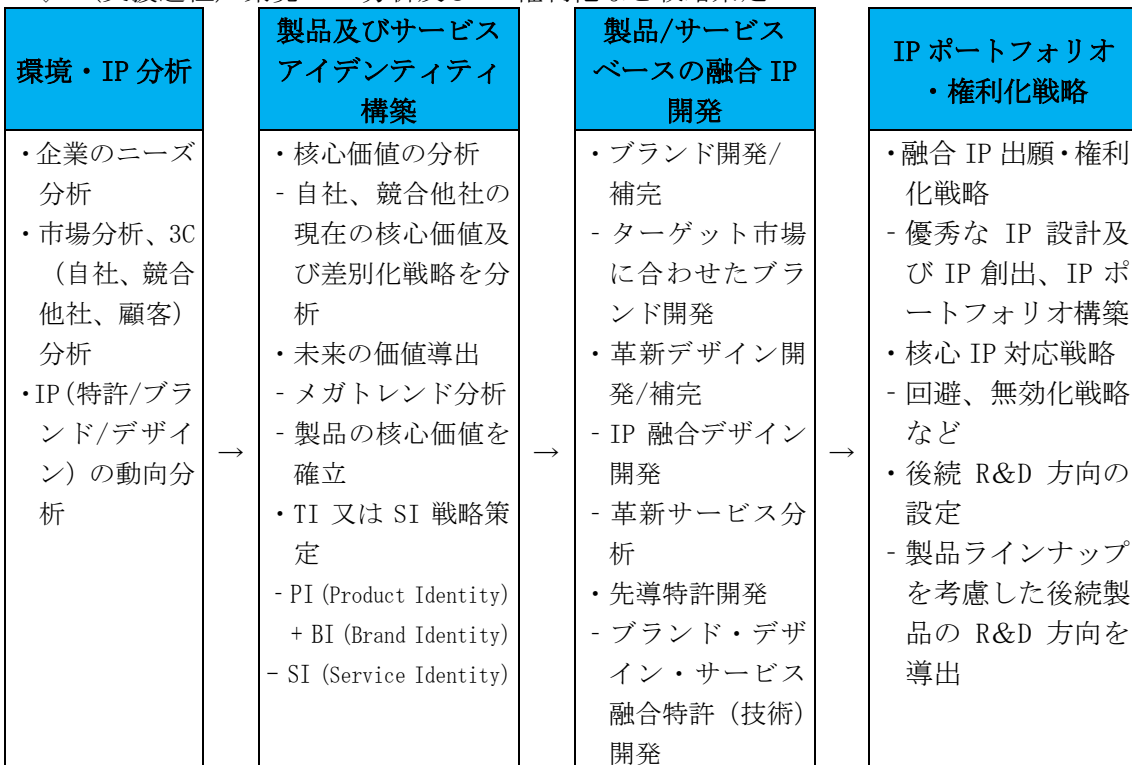 環境・IP 分析
・企業のニーズ
分析
・市場分析、3C
（自社、競合
他社、顧客）
分析
・IP(特許/ブラ
ンド/デザイ
ン）の動向分
析
→
製品及びサービス
アイデンティティ
構築
・核心価値の分析
- 自社、競合他社の
現在の核心価値及
び差別化戦略を分
析
・未来の価値導出
- メガトレンド分析
- 製品の核心価値を
確立
・TI 又は SI 戦略策
定
- PI(Product Identity)
+ BI(Brand Identity)
- SI(Service Identity)
→
製品/サービス
ベースの融合 IP
開発
・ブランド開発/
補完
- ターゲット市場
に合わせたブラ
ンド開発
・革新デザイン開
発/補完
- IP 融合デザイン
開発
- 革新サービス分
析
・先導特許開発
- ブランド・デザ
イン・サービス
融合特許（技術）
開発
→
IP ポートフォリオ
・権利化戦略
・融合 IP 出願・権利
化戦略
- 優秀な IP 設計及
び IP 創出、IP ポ
ートフォリオ構築
・核心 IP 対応戦略
- 回避、無効化戦略
など
・後続 R&D 方向の
設定
- 製品ラインナップ
を考慮した後続製
品の R&D 方向を
導出